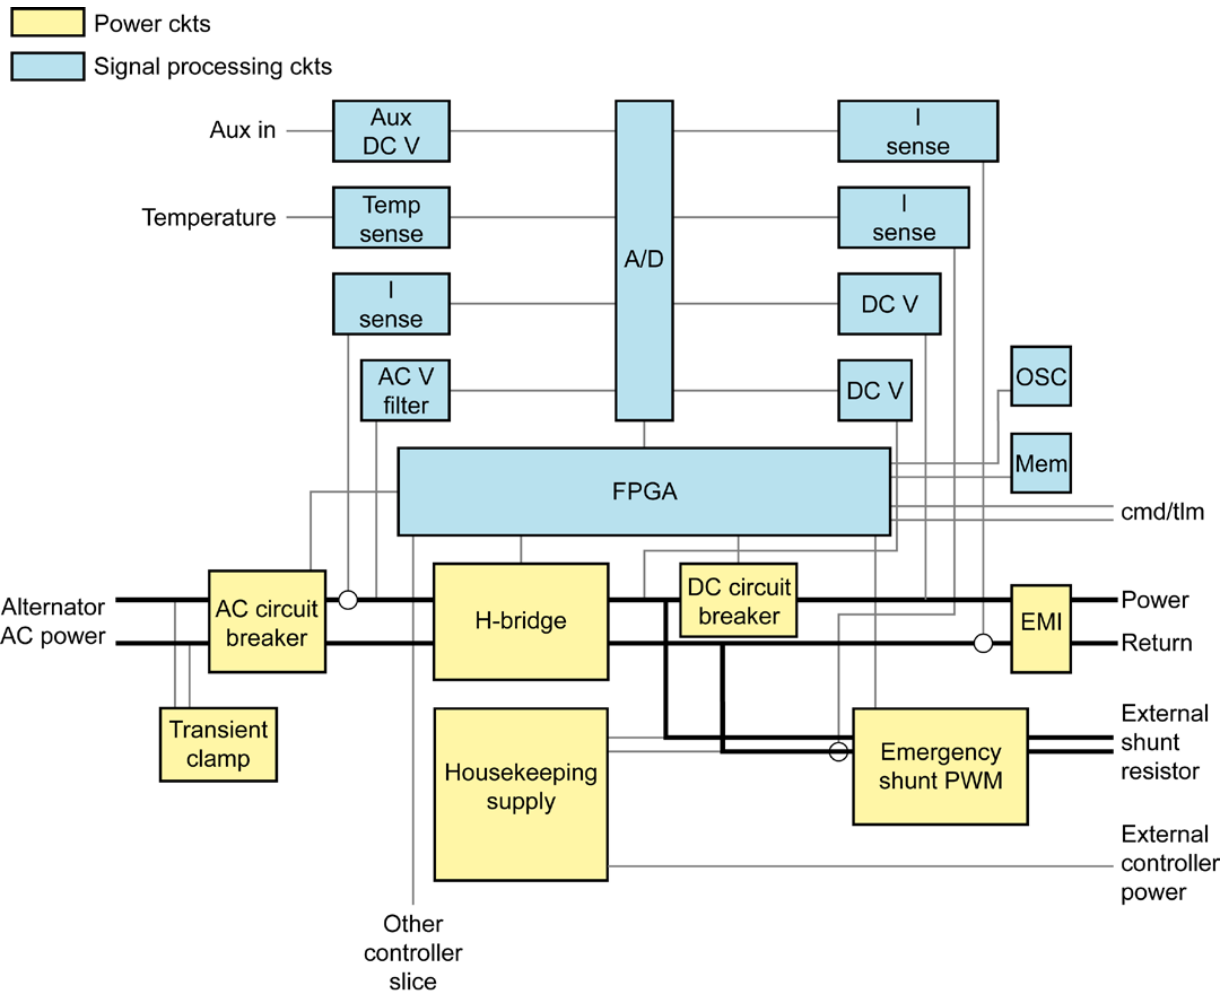 Power ckts
Signal processing ckts
Aux in
Aux
DC V
I
sense
Temperature
Temp
sense
A/D
I
sense
I
sense
DC V
AC V
filter
DC V
OSC
Mem
FPGA
cmd/tlm
Alternator
AC power
AC circuit
breaker
H-bridge
DC circuit
breaker
EMI
Power
Return
Transient
clamp
Housekeeping
supply
Emergency
shunt PWM
External
shunt
resistor
External
controller
power
Other
controller
slice